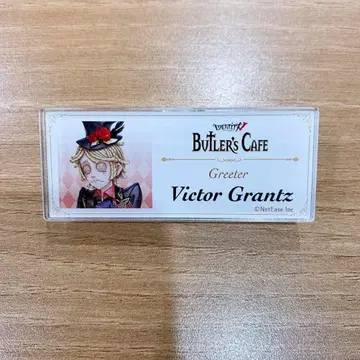 IDENTITY V
BUTLER'S CAFE
Greeter
Victor Grantz
©NetEase Inc.